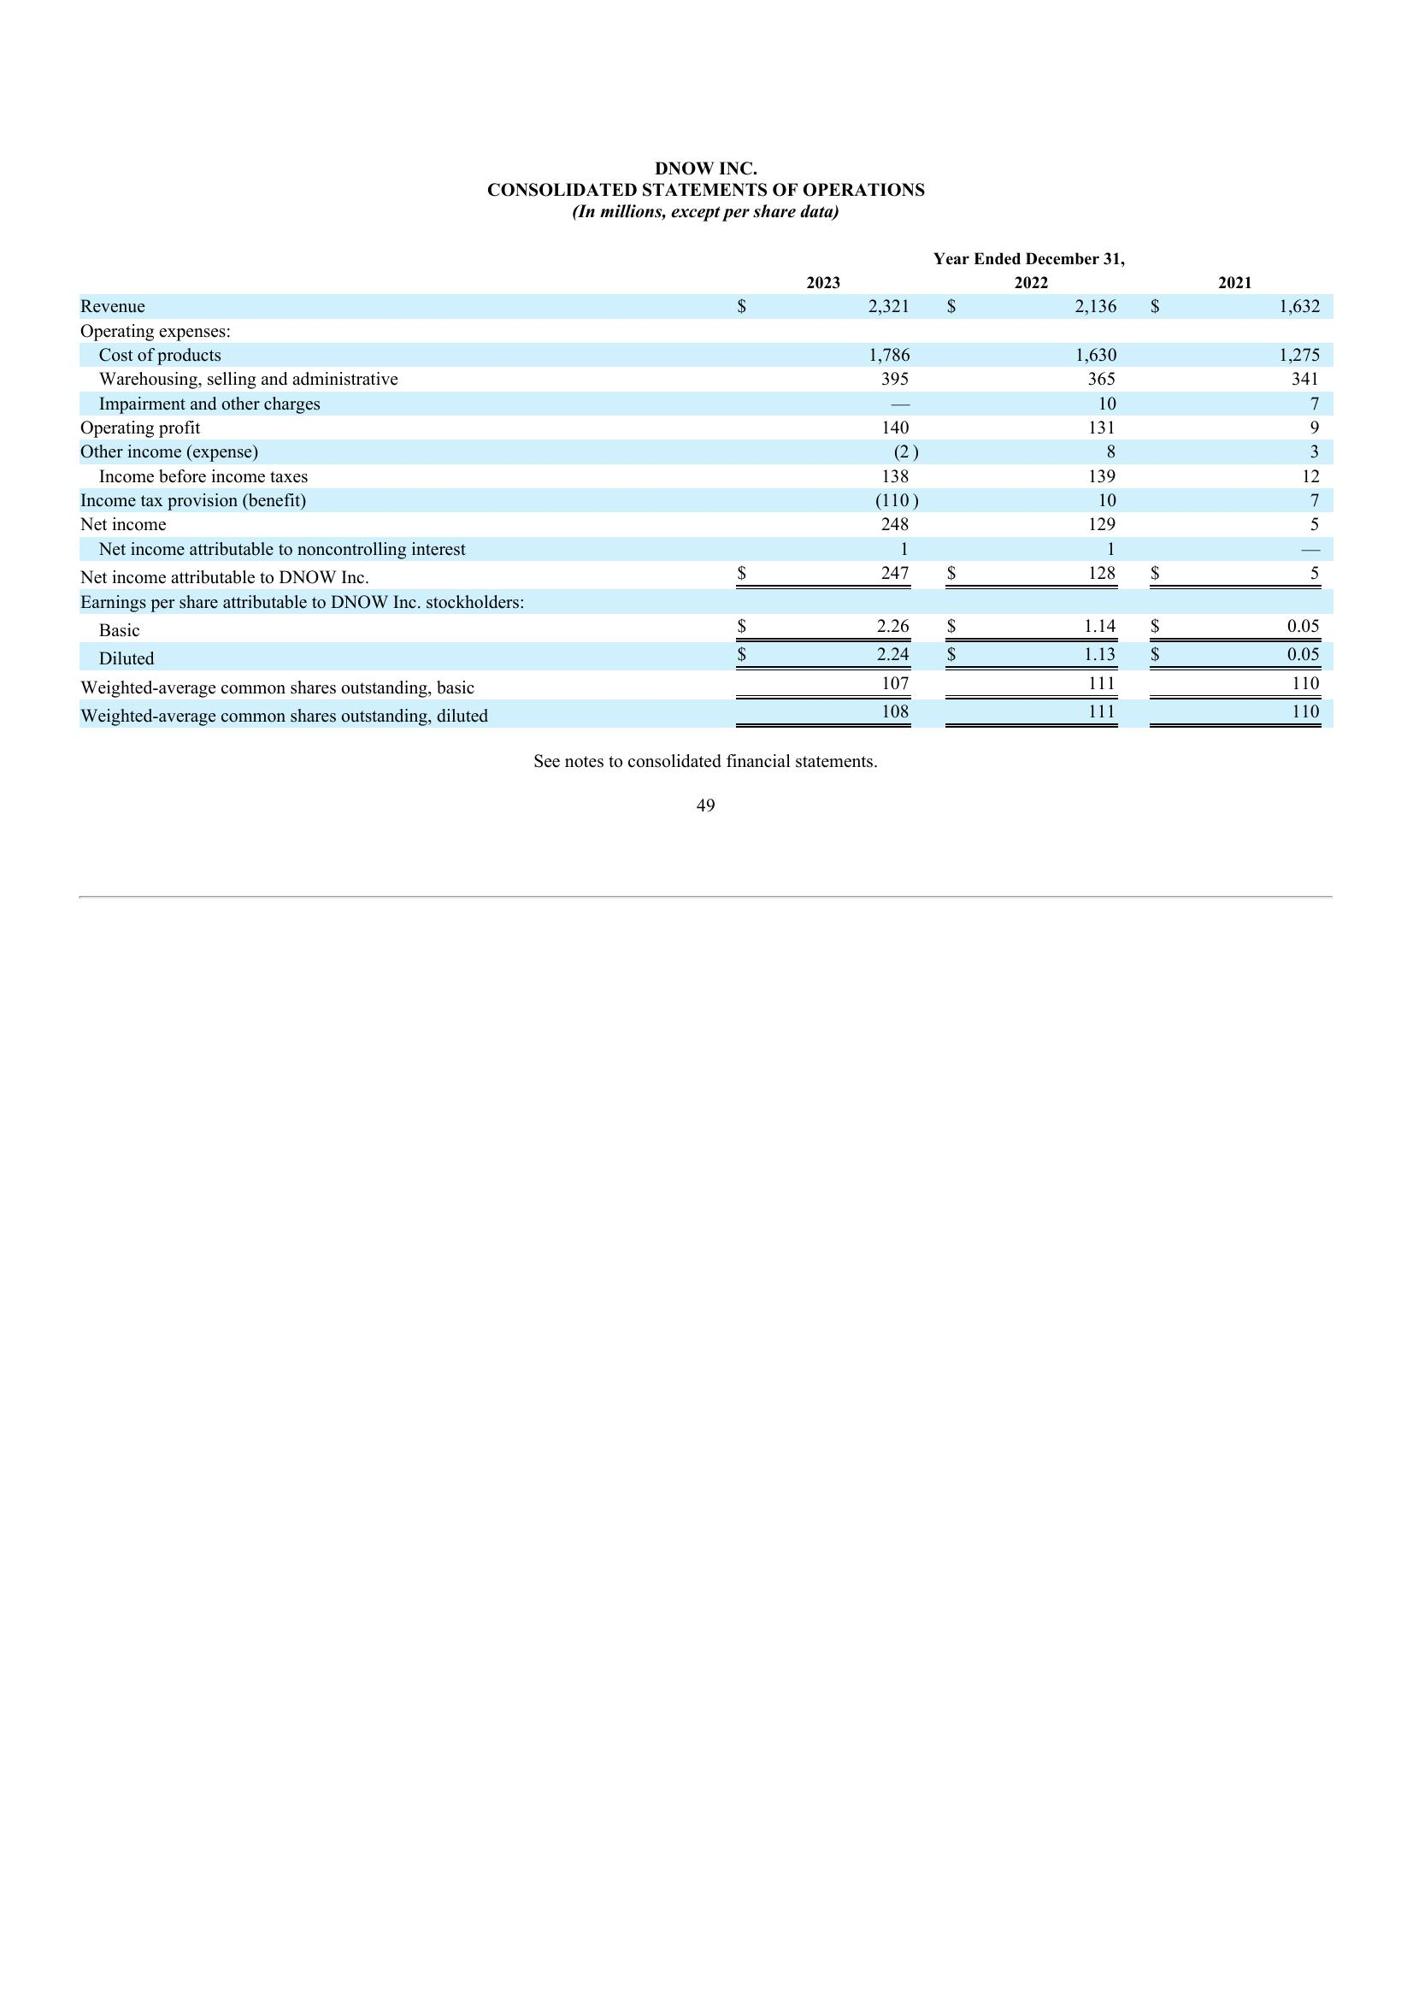 DNOW INC.
CONSOLIDATED STATEMENTS OF OPERATIONS
(In millions, except per share data)
Year Ended December 31,
2023 2022 2021
Revenue $ 2,321 $ 2,136 $ 1,632
Operating expenses:
Cost of products 1,786 1,630 1,275
Warehousing, selling and administrative 395 365 341
Impairment and other charges — 10 7
Operating profit 140 131 9
Other income (expense) (2 ) 8 3
Income before income taxes 138 139 12
Income tax provision (benefit) (110 ) 10 7
Net income 248 129 5
Net income attributable to noncontrolling interest 1 1 —
Net income attributable to DNOW Inc. $ 247 $ 128 $ 5
Earnings per share attributable to DNOW Inc. stockholders:
Basic $ 2.26 $ 1.14 $ 0.05
Diluted $ 2.24 $ 1.13 $ 0.05
Weighted-average common shares outstanding, basic 107 111 110
Weighted-average common shares outstanding, diluted 108 111 110
See notes to consolidated financial statements.
49